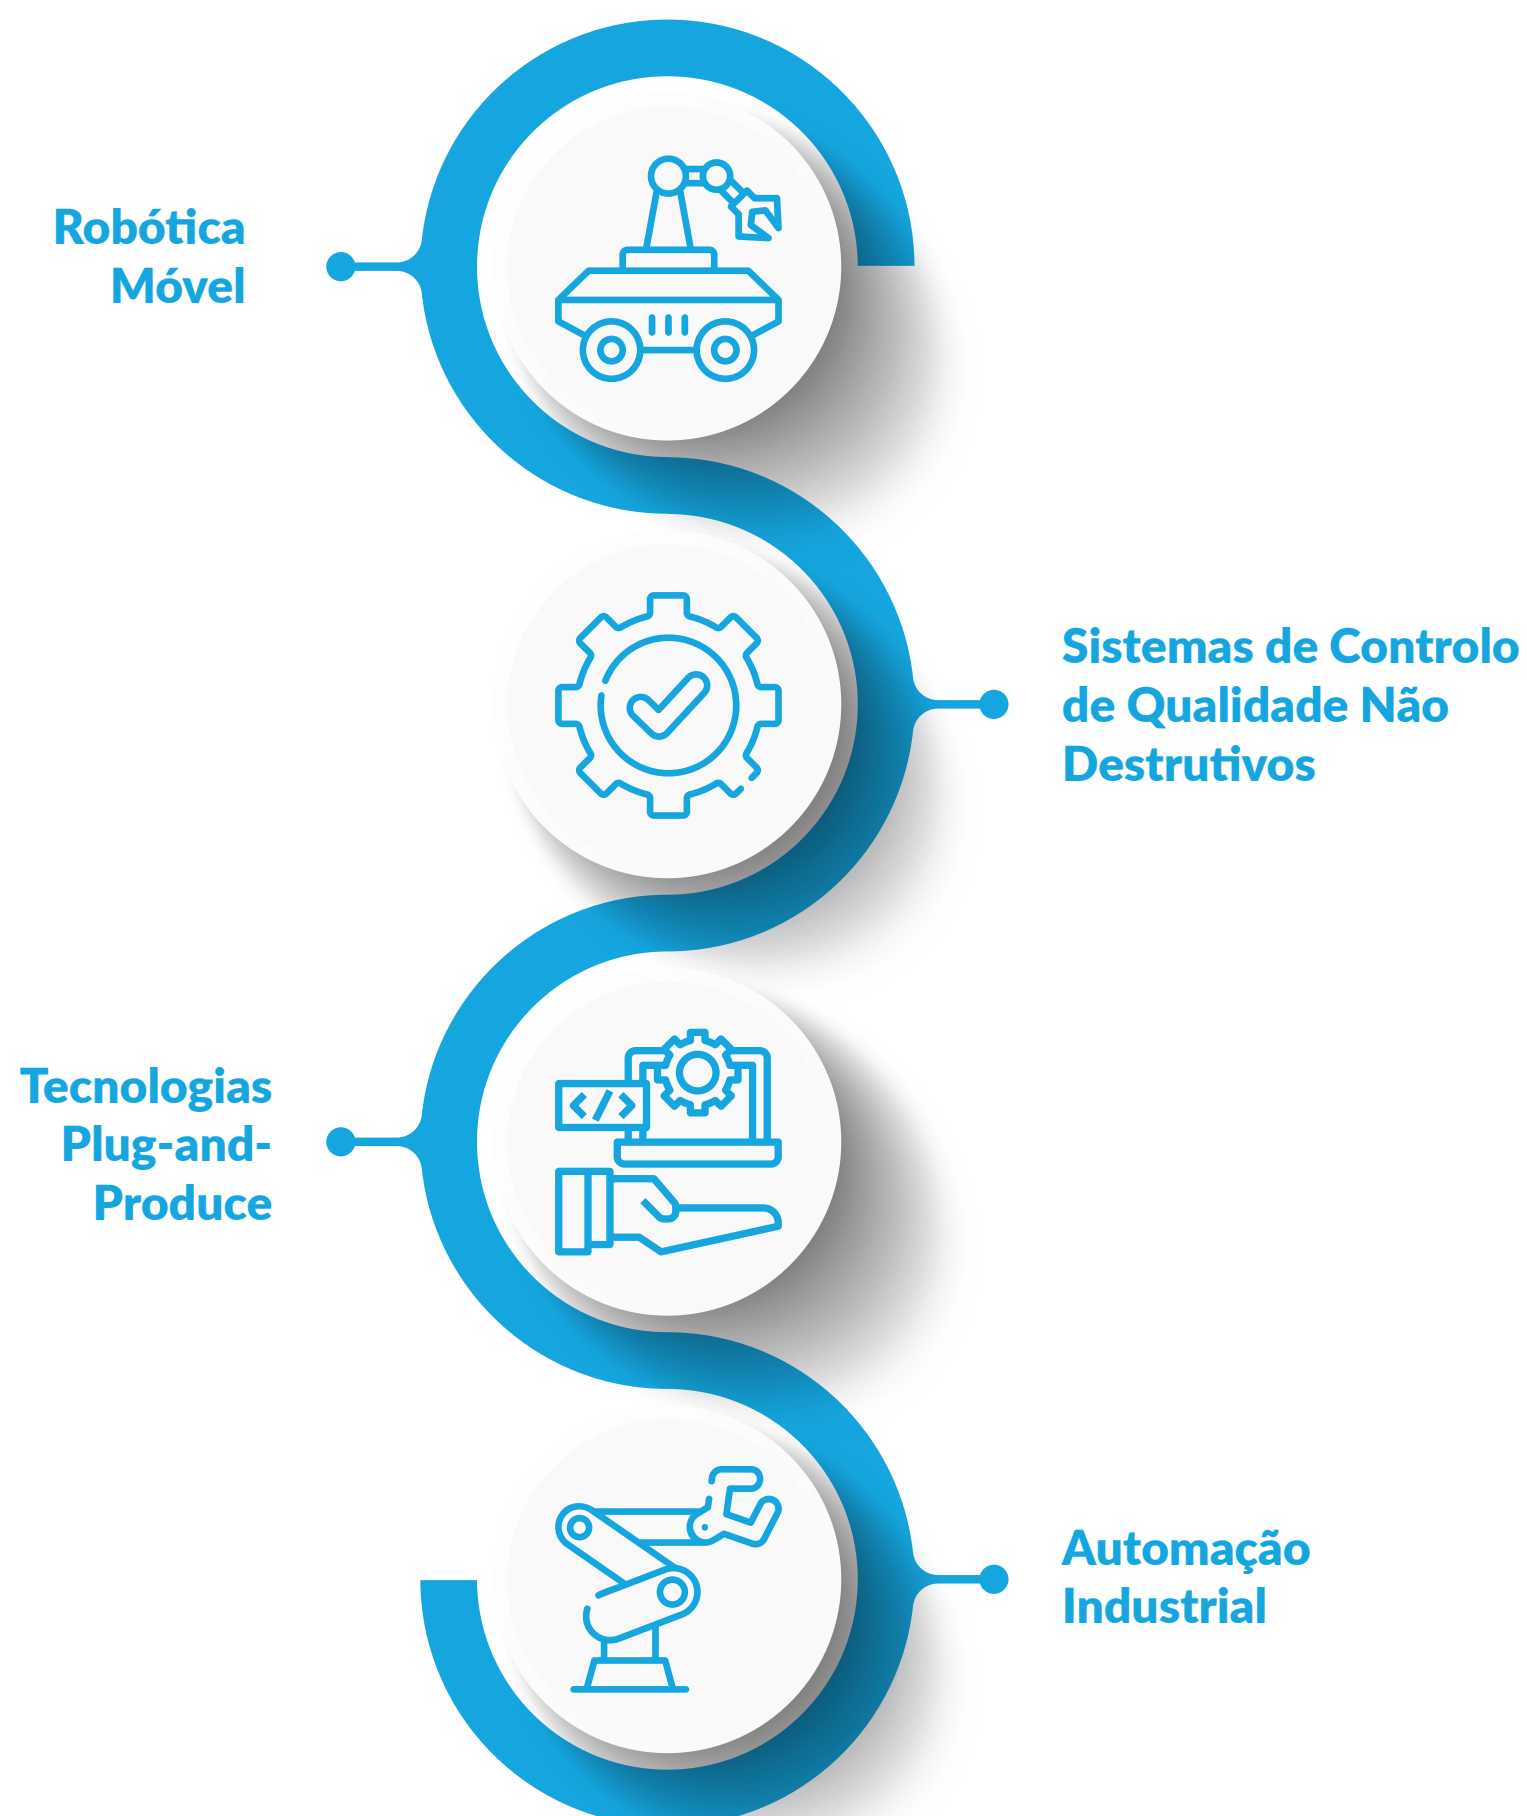 Robótica
Móvel
Sistemas de Controlo
de Qualidade Não
Destrutivos
Tecnologias
Plug-and-
Produce
</>
Automação
Industrial